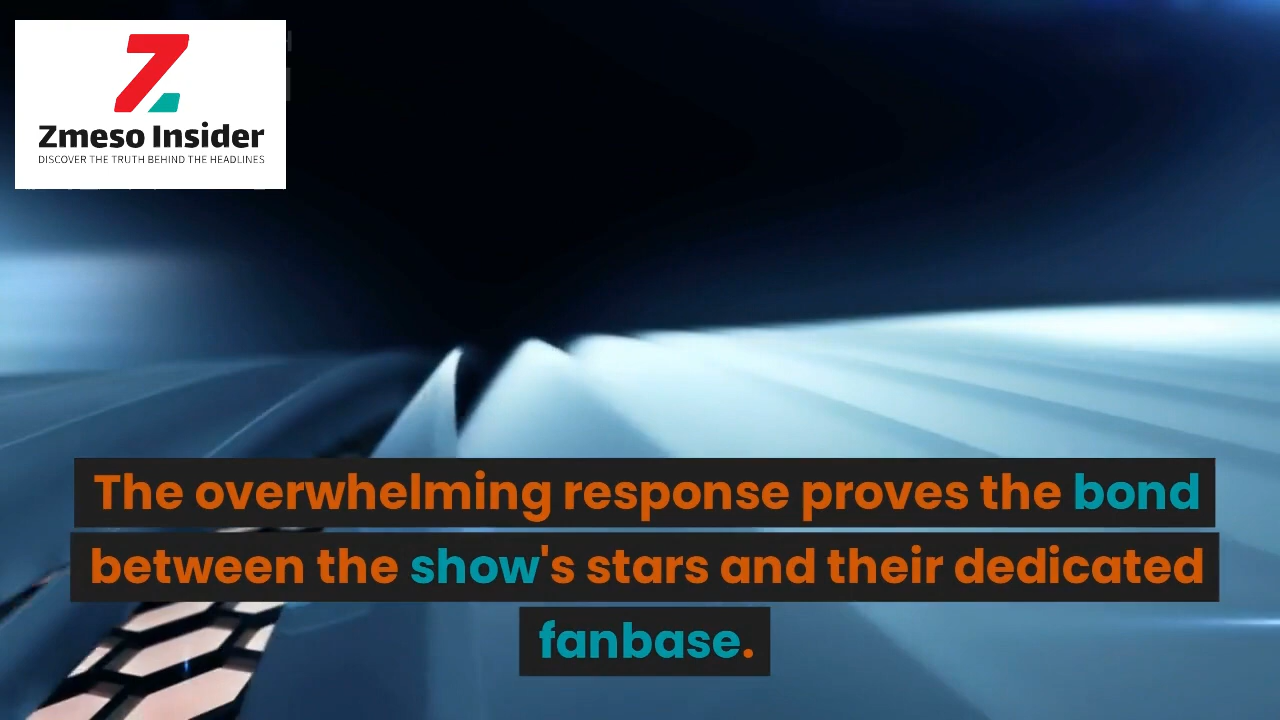 Zmeso Insider
DISCOVER THE TRUTH BEHIND THE HEADLINES
The overwhelming response proves the bond
between the show's stars and their dedicated
fanbase.